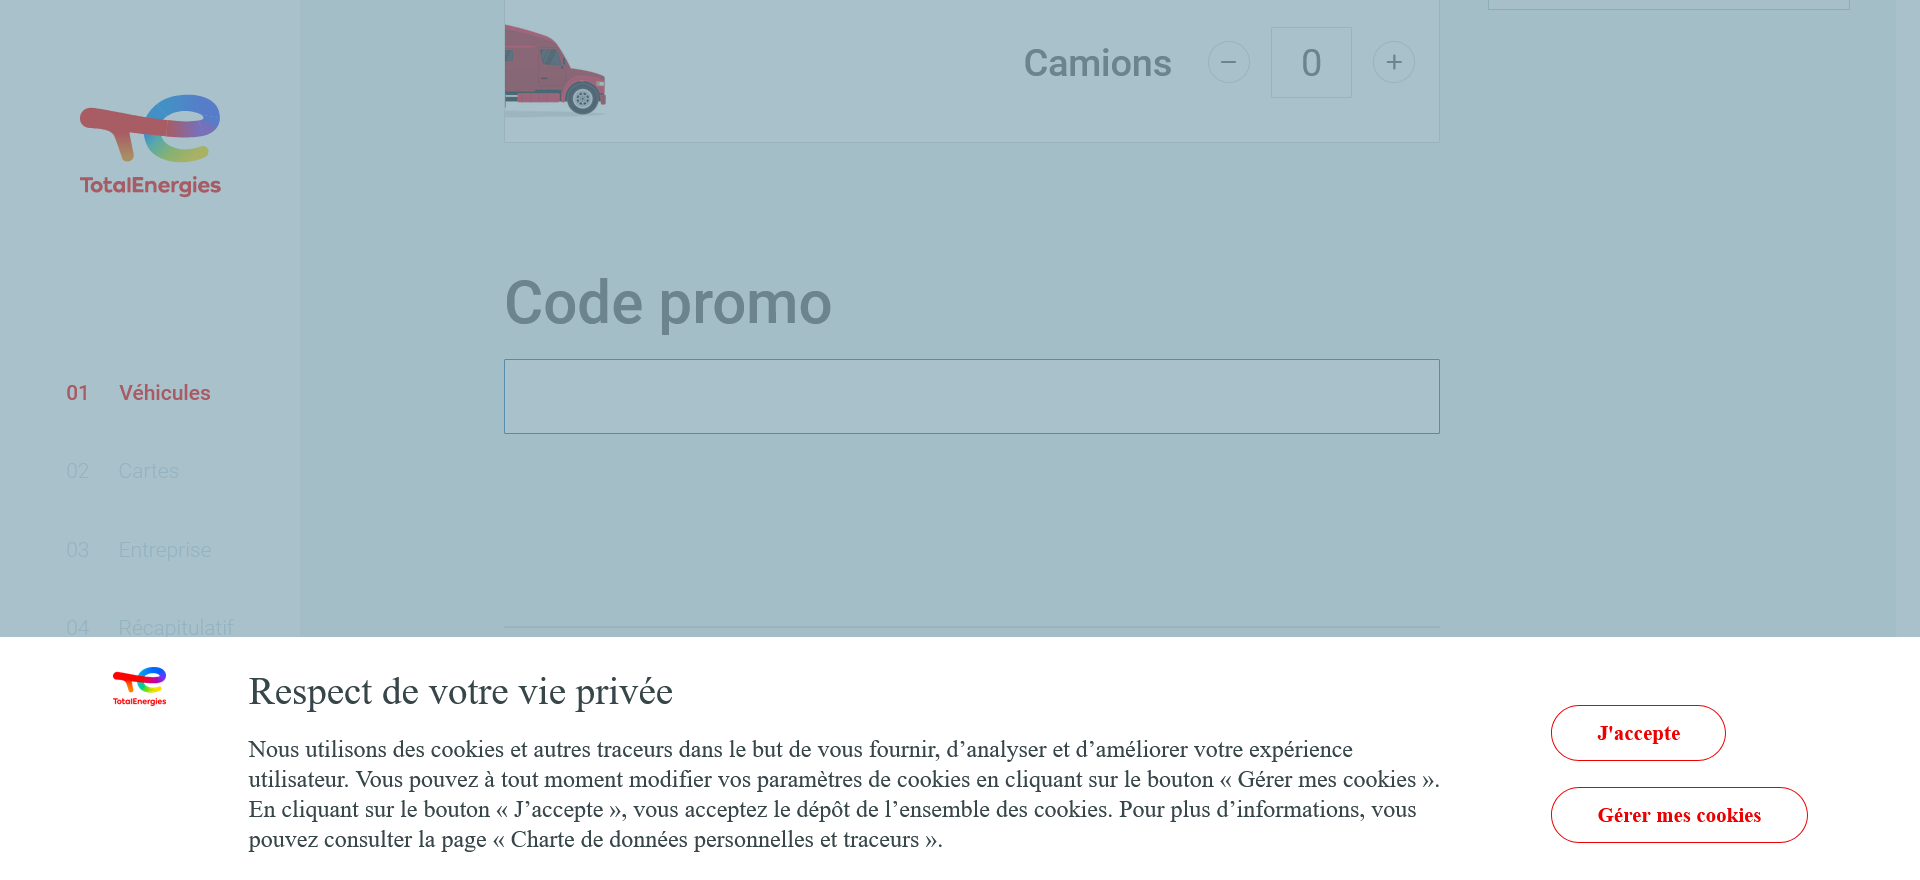 Camions
0
TotalEnergies
Code promo
01 Véhicules
02 Cartes
03 Entreprise
04 Récapitulatif
TotalEnergies
Respect de votre vie privée
Nous utilisons des cookies et autres traceurs dans le but de vous fournir, d’analyser et d’améliorer votre expérience
utilisateur. Vous pouvez à tout moment modifier vos paramètres de cookies en cliquant sur le bouton « Gérer mes cookies ».
En cliquant sur le bouton « J’accepte », vous acceptez le dépôt de l’ensemble des cookies. Pour plus d’informations, vous
pouvez consulter la page « Charte de données personnelles et traceurs ».
J'accepte
Gérer mes cookies